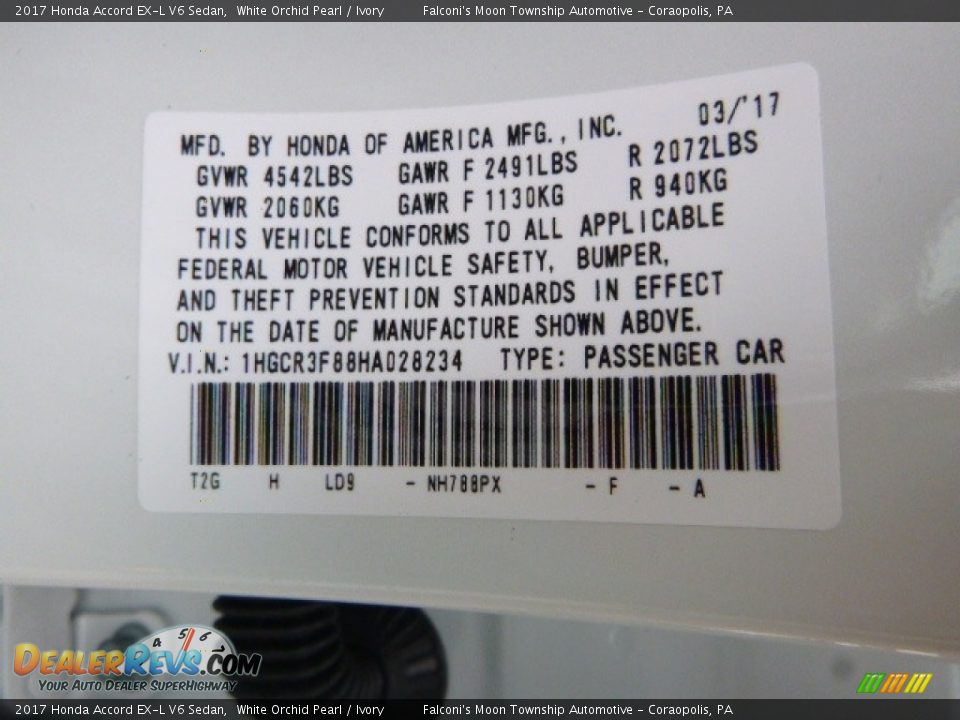 2017 Honda Accord EX-L V6 Sedan,  White Orchid Pearl / Ivory    Falconi's Moon Township Automotive - Coraopolis, PA
03/'17
MFD. BY HONDA OF AMERICA MFG., INC.
GVWR 4542LBS  GAWR F 2491LBS  R 2072LBS
GVWR 2060KG  GAWR F 1130KG  R 940KG
THIS VEHICLE CONFORMS TO ALL APPLICABLE
FEDERAL MOTOR VEHICLE SAFETY, BUMPER,
AND THEFT PREVENTION STANDARDS IN EFFECT
ON THE DATE OF MANUFACTURE SHOWN ABOVE.
V.I.N.: 1HGCR3F88HA028234  TYPE: PASSENGER CAR
T2G  H  LD9  - NH788PX  - F  - A
4 5 6
DEALERREVS.COM
YOUR AUTO DEALER SUPERHIGHWAY
2017 Honda Accord EX-L V6 Sedan,  White Orchid Pearl / Ivory    Falconi's Moon Township Automotive - Coraopolis, PA